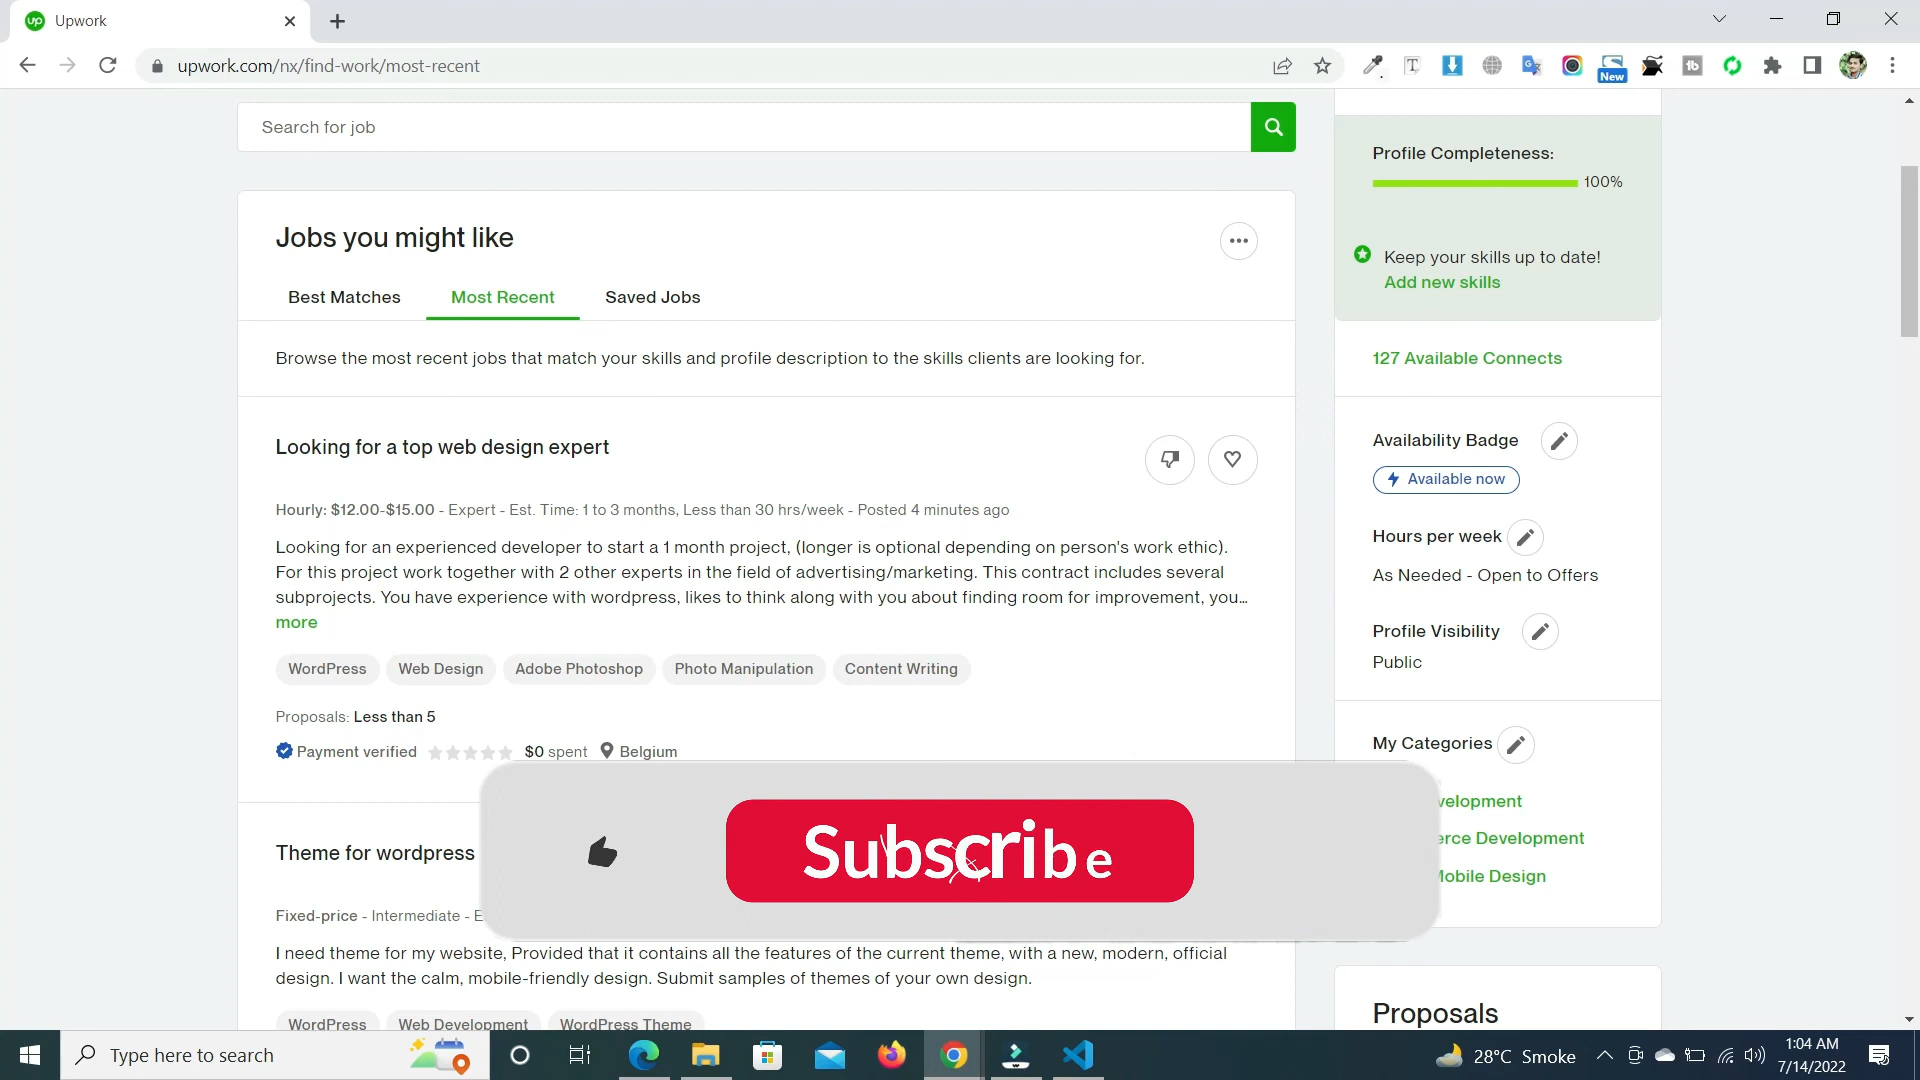 Upwork
upwork.com/nx/find-work/most-recent
New
Search for job
Profile Completeness:
100%
Jobs you might like
Keep your skills up to date!
Add new skills
Best Matches
Most Recent
Saved Jobs
Browse the most recent jobs that match your skills and profile description to the skills clients are looking for.
127 Available Connects
Looking for a top web design expert
Availability Badge
Available now
Hourly: $12.00-$15.00 - Expert - Est. Time: 1 to 3 months, Less than 30 hrs/week - Posted 4 minutes ago
Hours per week
As Needed - Open to Offers
Looking for an experienced developer to start a 1 month project, (longer is optional depending on person's work ethic).
For this project work together with 2 other experts in the field of advertising/marketing. This contract includes several
subprojects. You have experience with wordpress, likes to think along with you about finding room for improvement, you...
more
Profile Visibility
Public
WordPress
Web Design
Adobe Photoshop
Photo Manipulation
Content Writing
Proposals: Less than 5
Payment verified
$0 spent
Belgium
My Categories
velopment
erce Development
Mobile Design
Subscribe
Theme for wordpress
Fixed-price - Intermediate - E
I need theme for my website, Provided that it contains all the features of the current theme, with a new, modern, official
design. I want the calm, mobile-friendly design. Submit samples of themes of your own design.
WordPress
Web Development
WordPress Theme
Proposals
Type here to search
28°C Smoke
1:04 AM
7/14/2022